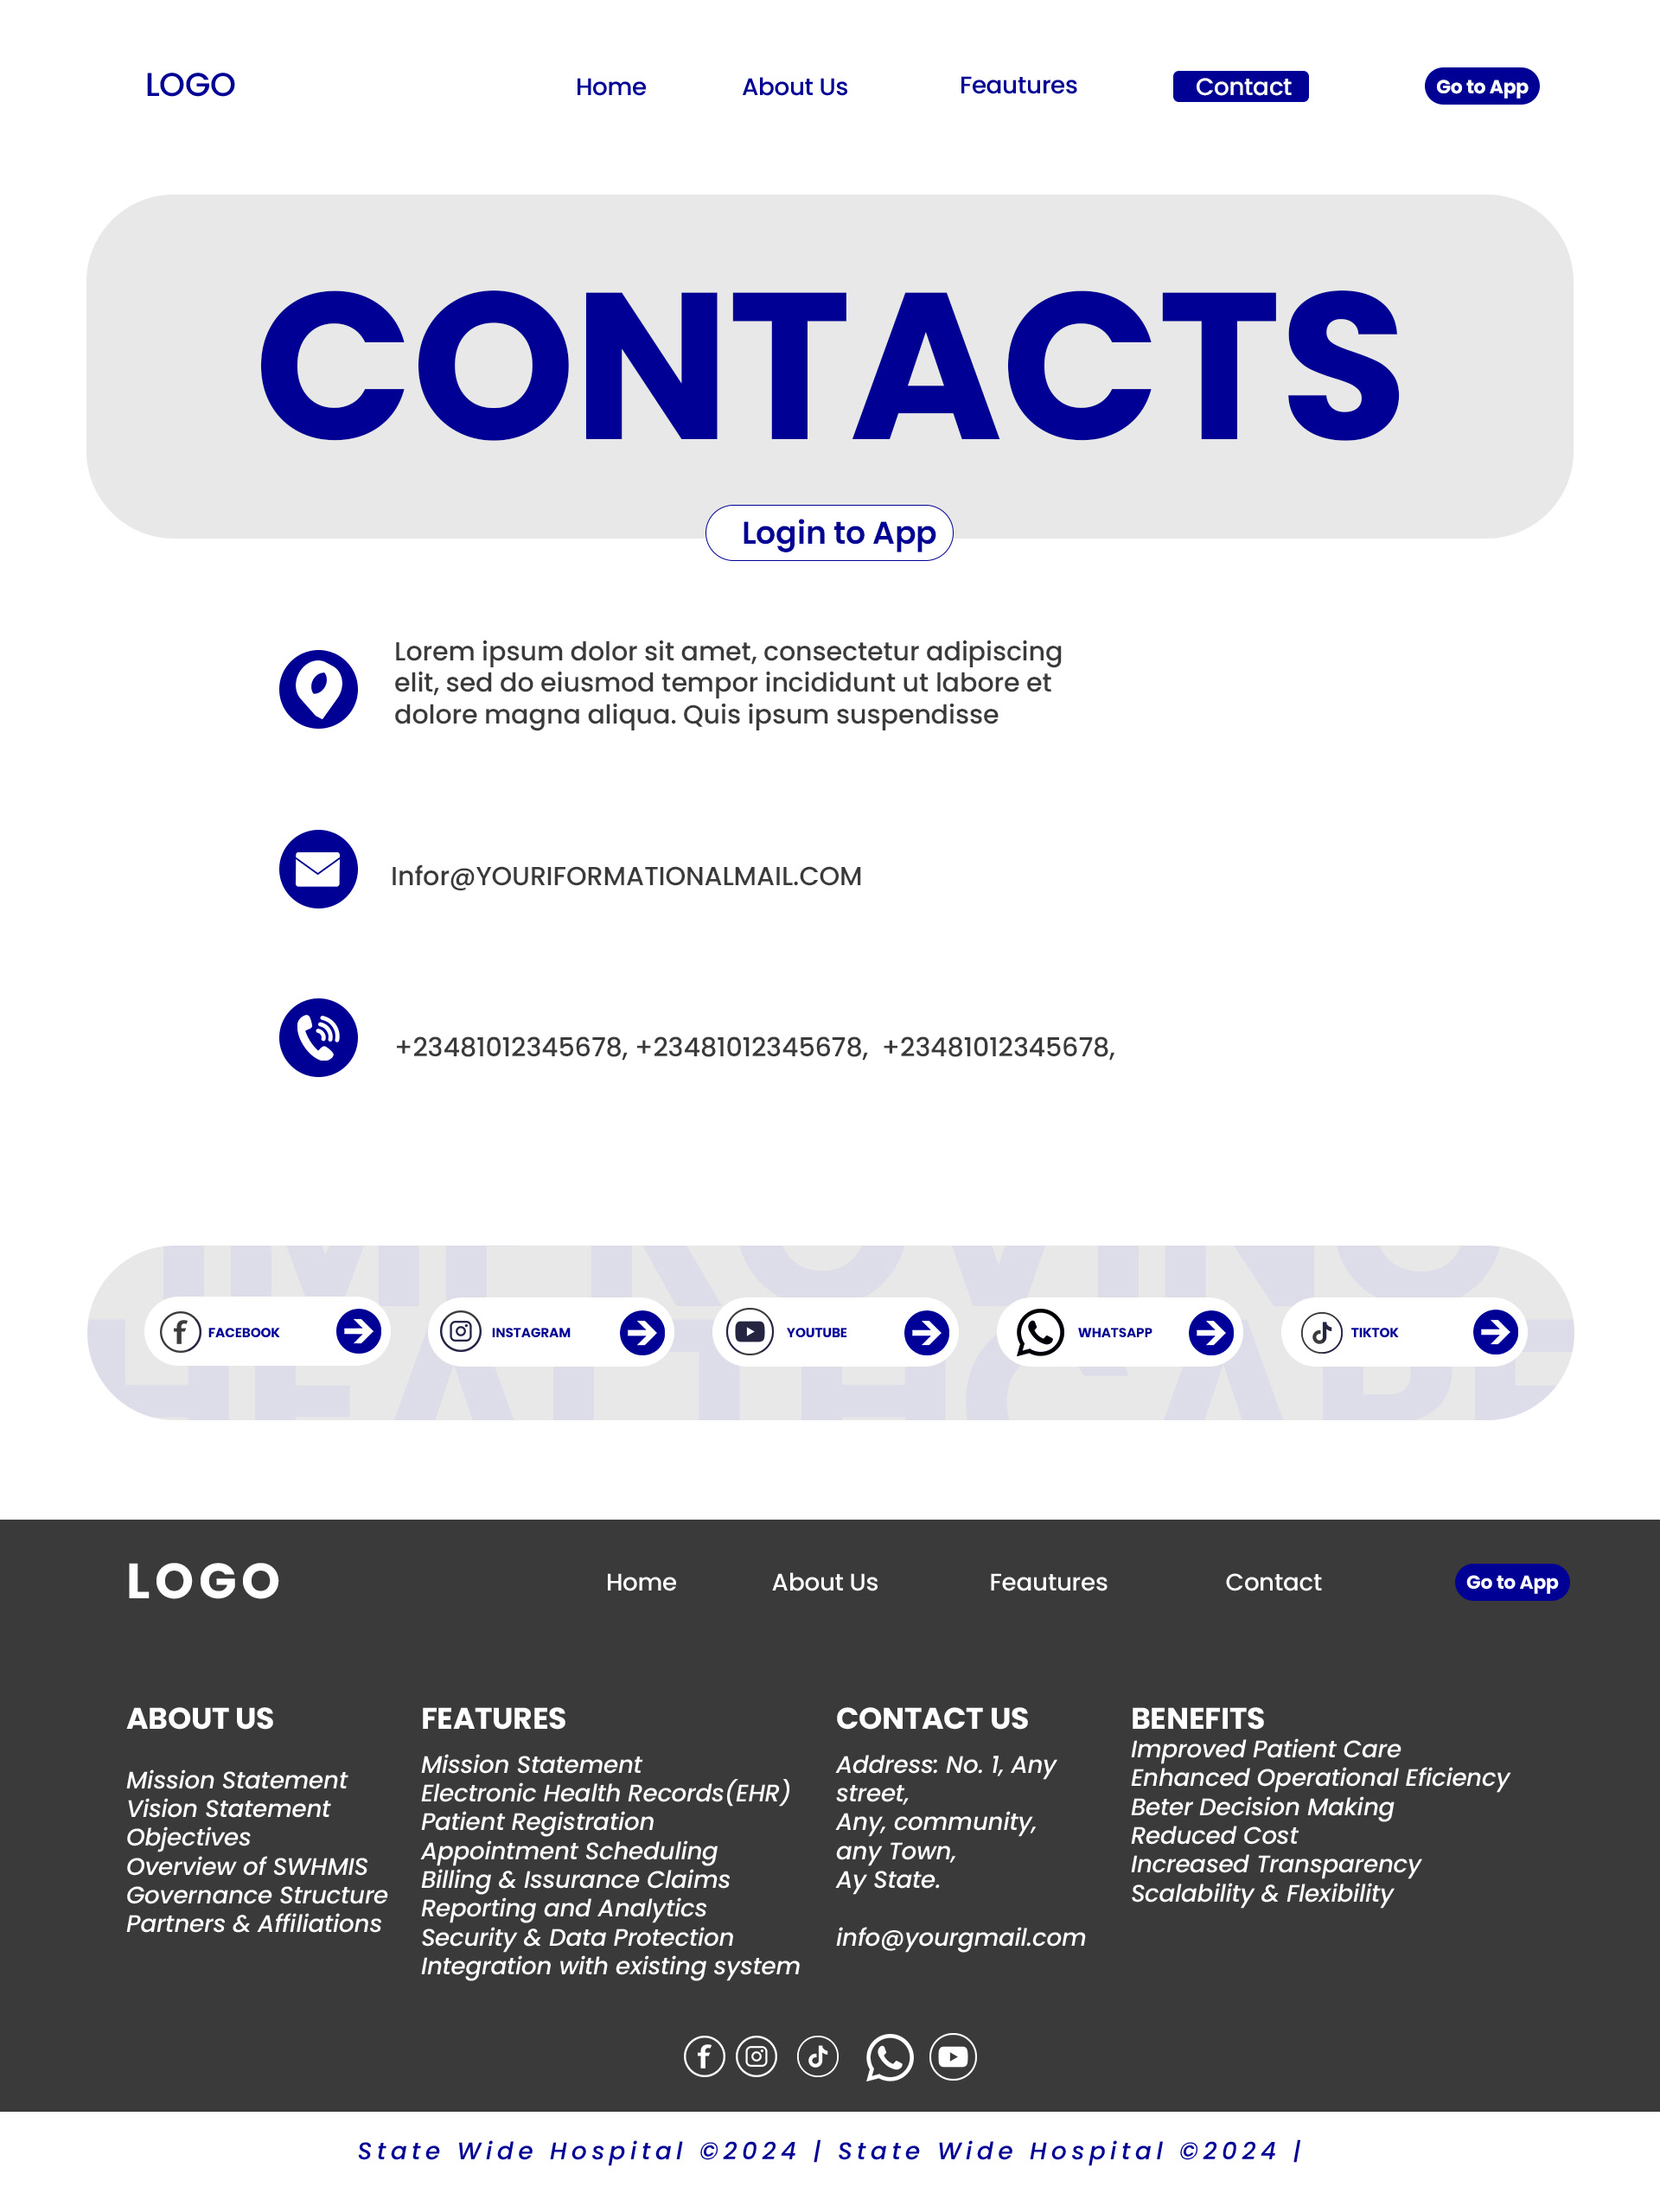 LOGO
Home
About Us
Feautures
Contact
Go to App
CONTACTS
Login to App
Lorem ipsum dolor sit amet, consectetur adipiscing
elit, sed do eiusmod tempor incididunt ut labore et
dolore magna aliqua. Quis ipsum suspendisse
Infor@YOURIFORMATIONALMAIL.COM
+23481012345678, +23481012345678, +23481012345678,
IMPROVING
HEALTHCARE
FACEBOOK
INSTAGRAM
YOUTUBE
WHATSAPP
TIKTOK
LOGO
Home
About Us
Feautures
Contact
Go to App
ABOUT US
Mission Statement
Vision Statement
Objectives
Overview of SWHMIS
Governance Structure
Partners & Affiliations
FEATURES
Mission Statement
Electronic Health Records(EHR)
Patient Registration
Appointment Scheduling
Billing & Issurance Claims
Reporting and Analytics
Security & Data Protection
Integration with existing system
CONTACT US
Address: No. 1, Any
street,
Any, community,
any Town,
Ay State.
info@yourgmail.com
BENEFITS
Improved Patient Care
Enhanced Operational Eficiency
Beter Decision Making
Reduced Cost
Increased Transparency
Scalability & Flexibility
State Wide Hospital ©2024 | State Wide Hospital ©2024 |